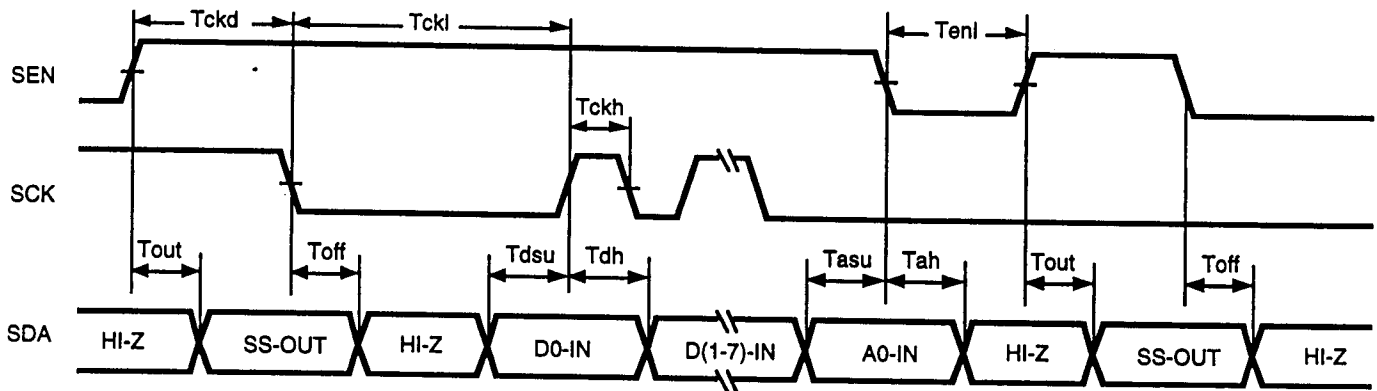 Tckd Tckl Tenl
SEN
Tckh
SCK
Tout Toff Tdsu Tdh Tasu Tah Tout Toff
SDA HI-Z SS-OUT HI-Z D0-IN D(1-7)-IN A0-IN HI-Z SS-OUT HI-Z